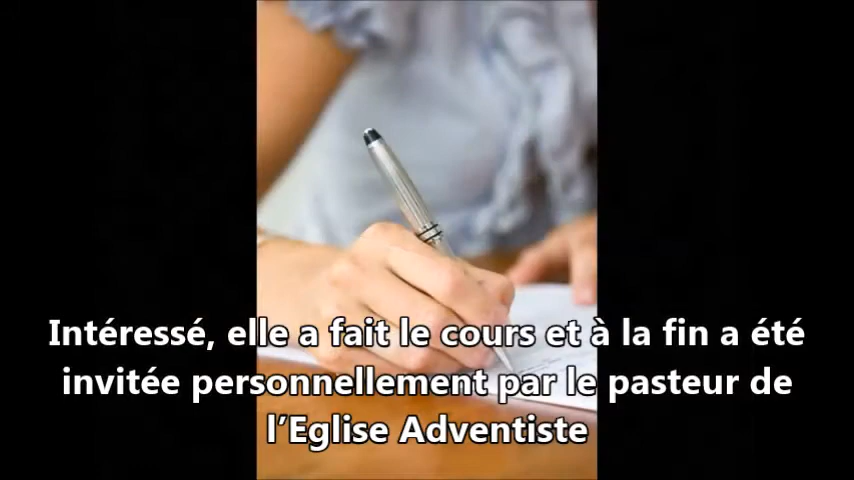 Intéressé, elle a fait le cours et à la fin a été
invitée personnellement par le pasteur de
l’Eglise Adventiste